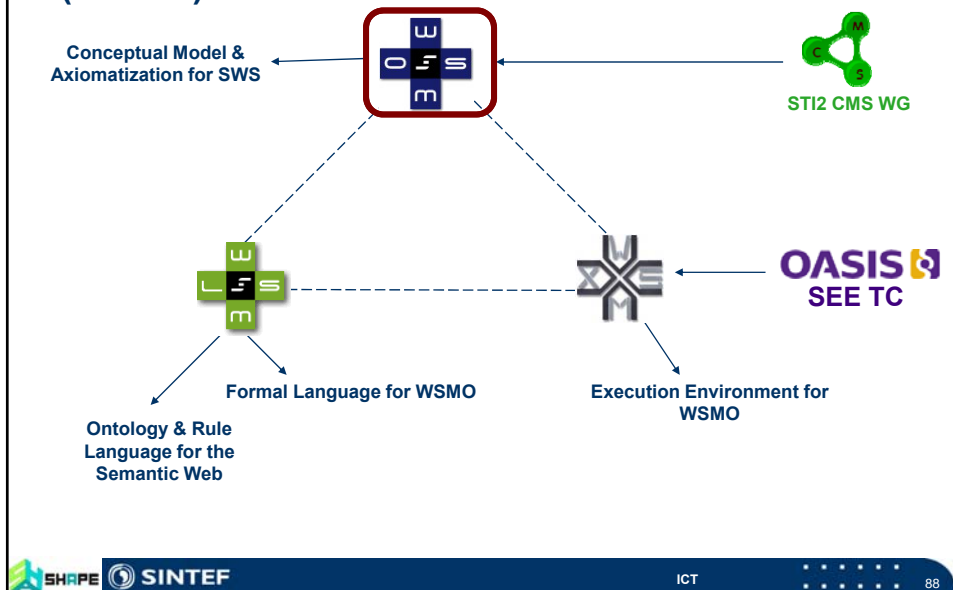 W
O S S
M
Conceptual Model &
Axiomatization for SWS
M
C
S
STI2 CMS WG
W
L S S
M
W
X S
M
OASIS
SEE TC
Formal Language for WSMO
Execution Environment for
WSMO
Ontology & Rule
Language for the
Semantic Web
SHAPE SINTEF ICT 88